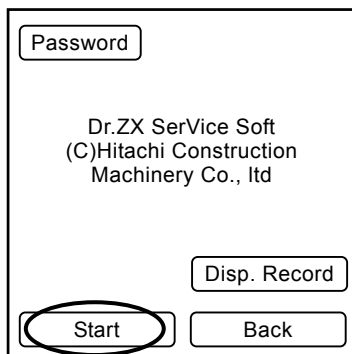 Password
Dr.ZX SerVice Soft
(C)Hitachi Construction
Machinery Co., ltd
Disp. Record
Start
Back